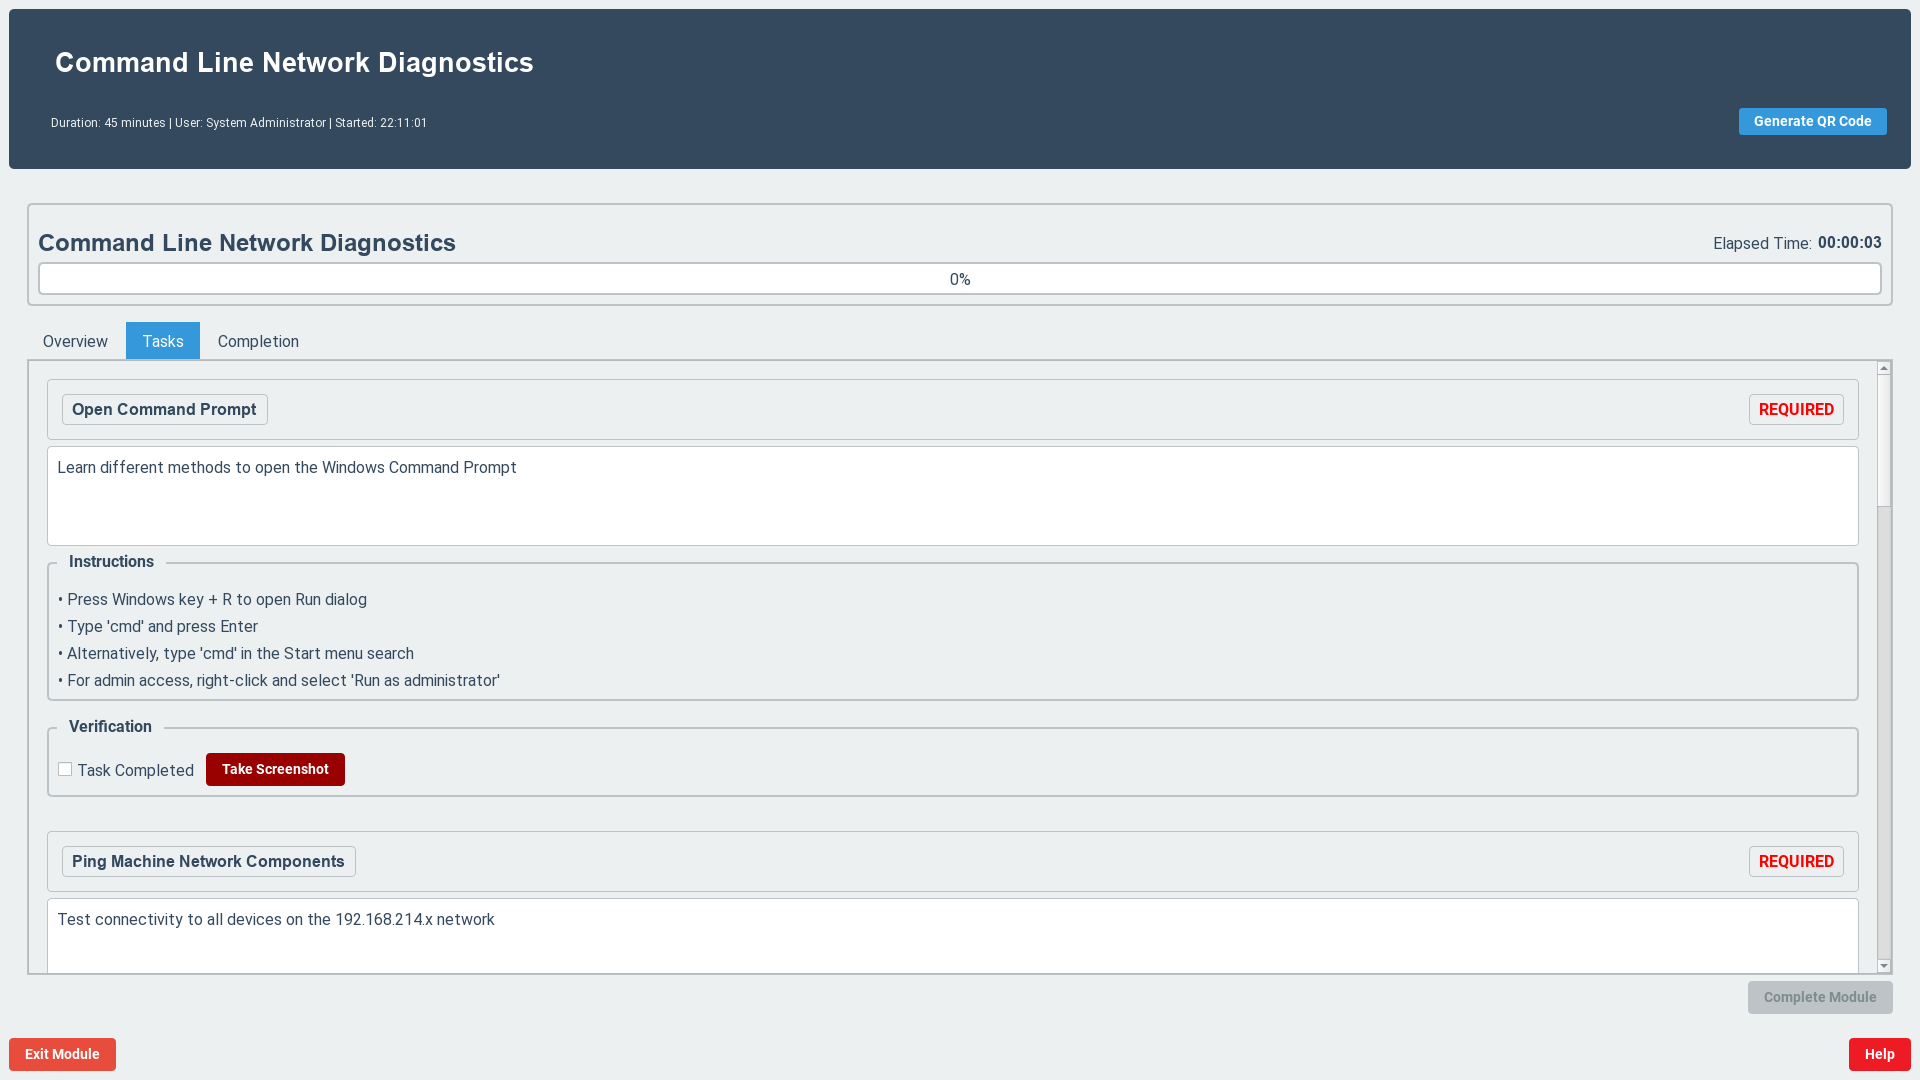 Command Line Network Diagnostics
Duration: 45 minutes | User: System Administrator | Started: 22:11:01
Generate QR Code
Command Line Network Diagnostics
Elapsed Time: 00:00:03
0%
Overview
Tasks
Completion
Open Command Prompt
REQUIRED
Learn different methods to open the Windows Command Prompt
Instructions
• Press Windows key + R to open Run dialog
• Type 'cmd' and press Enter
• Alternatively, type 'cmd' in the Start menu search
• For admin access, right-click and select 'Run as administrator'
Verification
Task Completed
Take Screenshot
Ping Machine Network Components
REQUIRED
Test connectivity to all devices on the 192.168.214.x network
Complete Module
Exit Module
Help